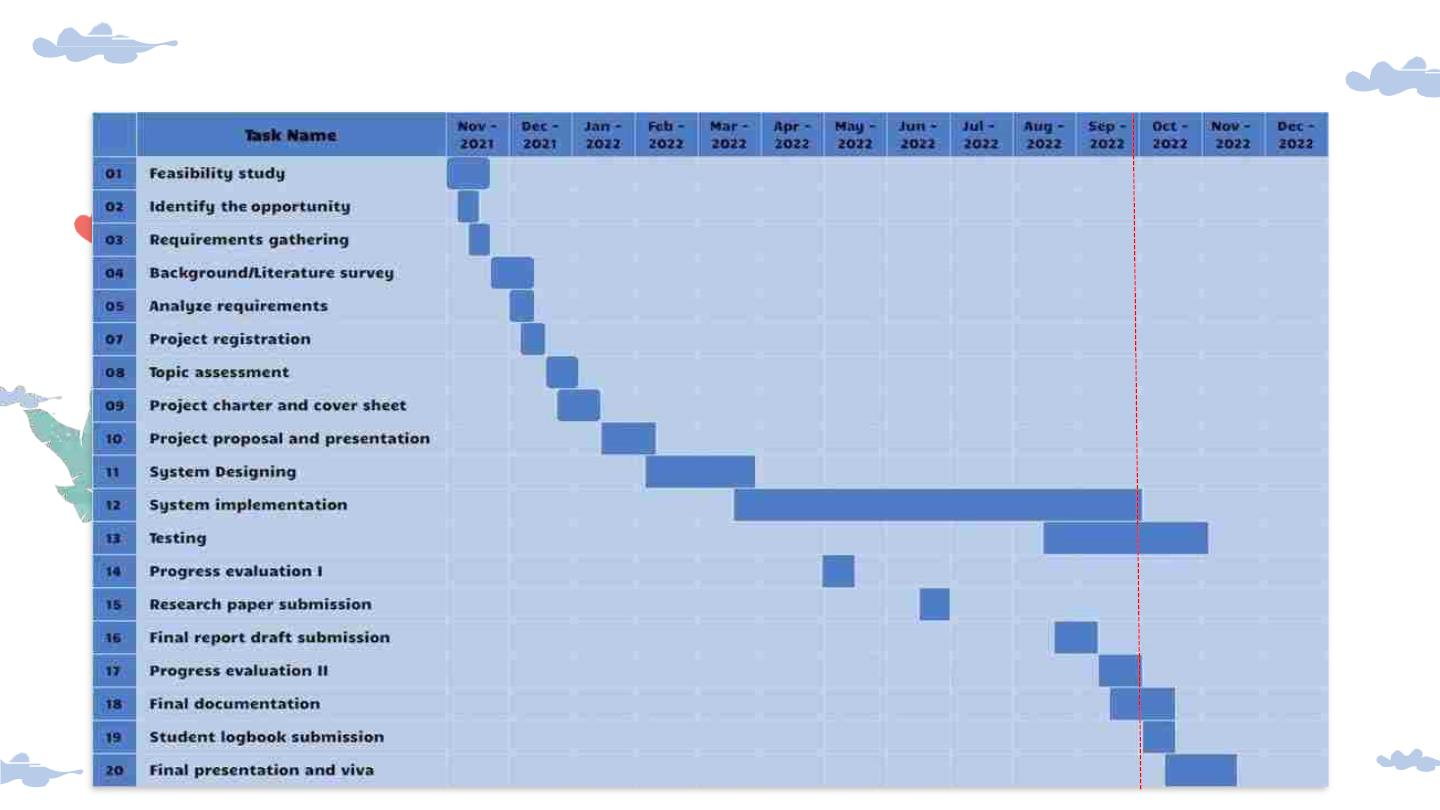 Task Name Nov - 2021 Dec - 2021 Jan - 2022 Feb - 2022 Mar - 2022 Apr - 2022 May - 2022 Jun - 2022 Jul - 2022 Aug - 2022 Sep - 2022 Oct - 2022 Nov - 2022 Dec - 2022
01 Feasibility study
02 Identify the opportunity
03 Requirements gathering
04 Background/Literature survey
05 Analyze requirements
07 Project registration
08 Topic assessment
09 Project charter and cover sheet
10 Project proposal and presentation
11 System Designing
12 System implementation
13 Testing
14 Progress evaluation I
15 Research paper submission
16 Final report draft submission
17 Progress evaluation II
18 Final documentation
19 Student logbook submission
20 Final presentation and viva